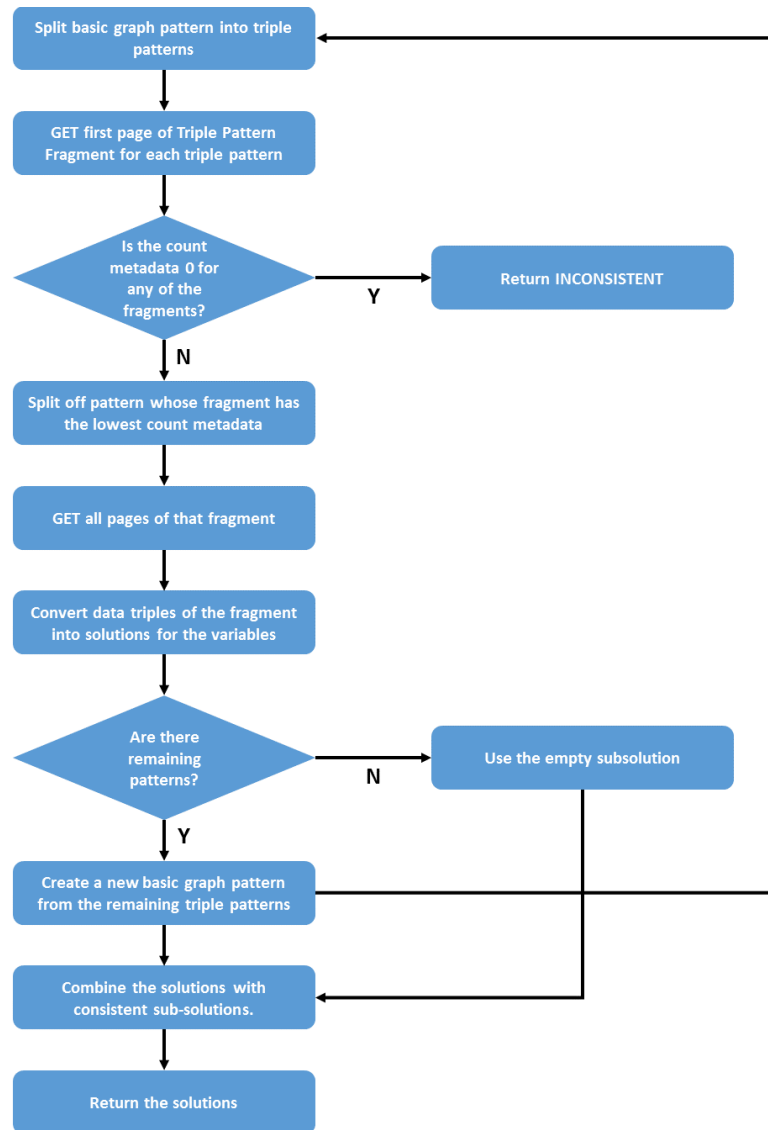 Split basic graph pattern into triple
patterns
GET first page of Triple Pattern
Fragment for each triple pattern
Is the count
metadata 0 for
any of the
fragments?
Y
Return INCONSISTENT
N
Split off pattern whose fragment has
the lowest count metadata
GET all pages of that fragment
Convert data triples of the fragment
into solutions for the variables
Are there
remaining
patterns?
N
Use the empty subsolution
Y
Create a new basic graph pattern
from the remaining triple patterns
Combine the solutions with
consistent sub-solutions.
Return the solutions